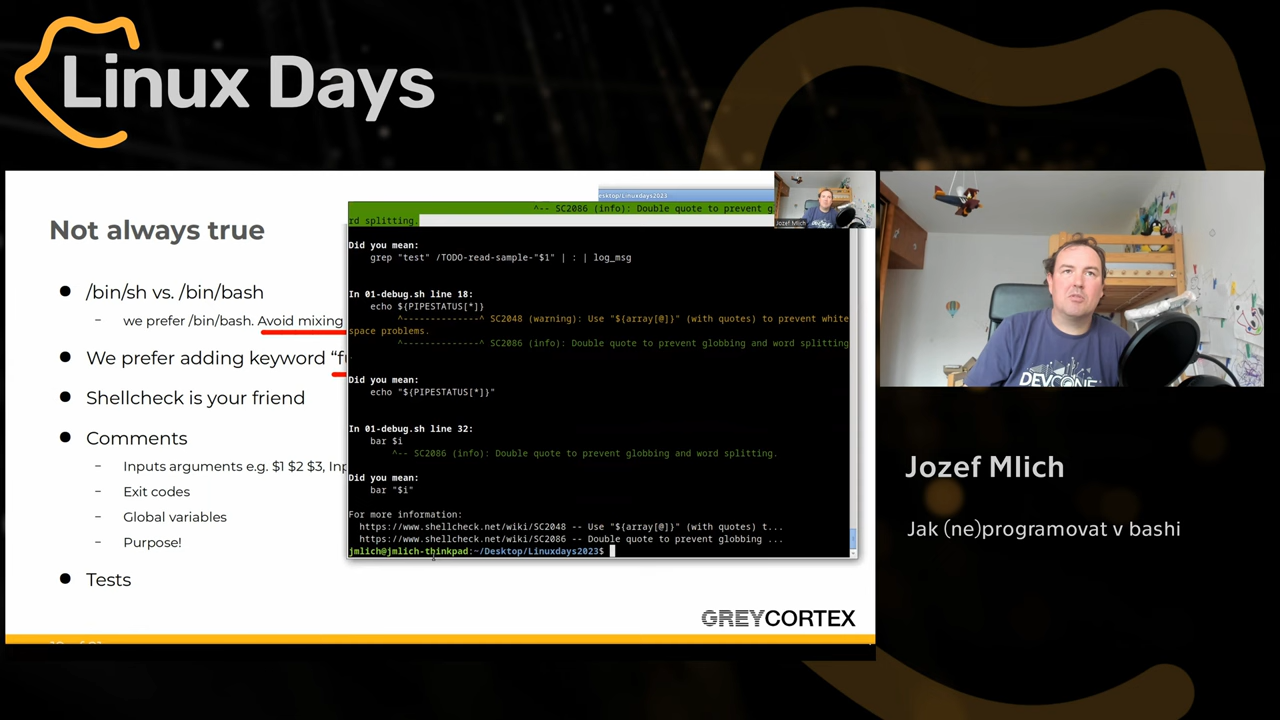 Linux Days
Not always true
/bin/sh vs. /bin/bash
we prefer /bin/bash. Avoid mixing
We prefer adding keyword “fu
Shellcheck is your friend
Comments
Inputs arguments e.g. $1 $2 $3, Inp
Exit codes
Global variables
Purpose!
Tests
esktop/Linuxdays2023
^-- SC2086 (info): Double quote to prevent g
rd splitting.
Did you mean:
grep "test" /TODO-read-sample-"$1" | : | log_msg
In 01-debug.sh line 18:
echo ${PIPESTATUS[*]}
^--------------^ SC2048 (warning): Use "${array[@]}" (with quotes) to prevent white
space problems.
^--------------^ SC2086 (info): Double quote to prevent globbing and word splitting
.
Did you mean:
echo "${PIPESTATUS[*]}"
In 01-debug.sh line 32:
bar $i
^-- SC2086 (info): Double quote to prevent globbing and word splitting.
Did you mean:
bar "$i"
For more information:
https://www.shellcheck.net/wiki/SC2048 -- Use "${array[@]}" (with quotes) t...
https://www.shellcheck.net/wiki/SC2086 -- Double quote to prevent globbing ...
jmlich@jmlich-thinkpad:~/Desktop/Linuxdays2023$
Jozef Mlich
GREYCORTEX
DEVCONF
Jozef Mlich
Jak (ne)programovat v bashi